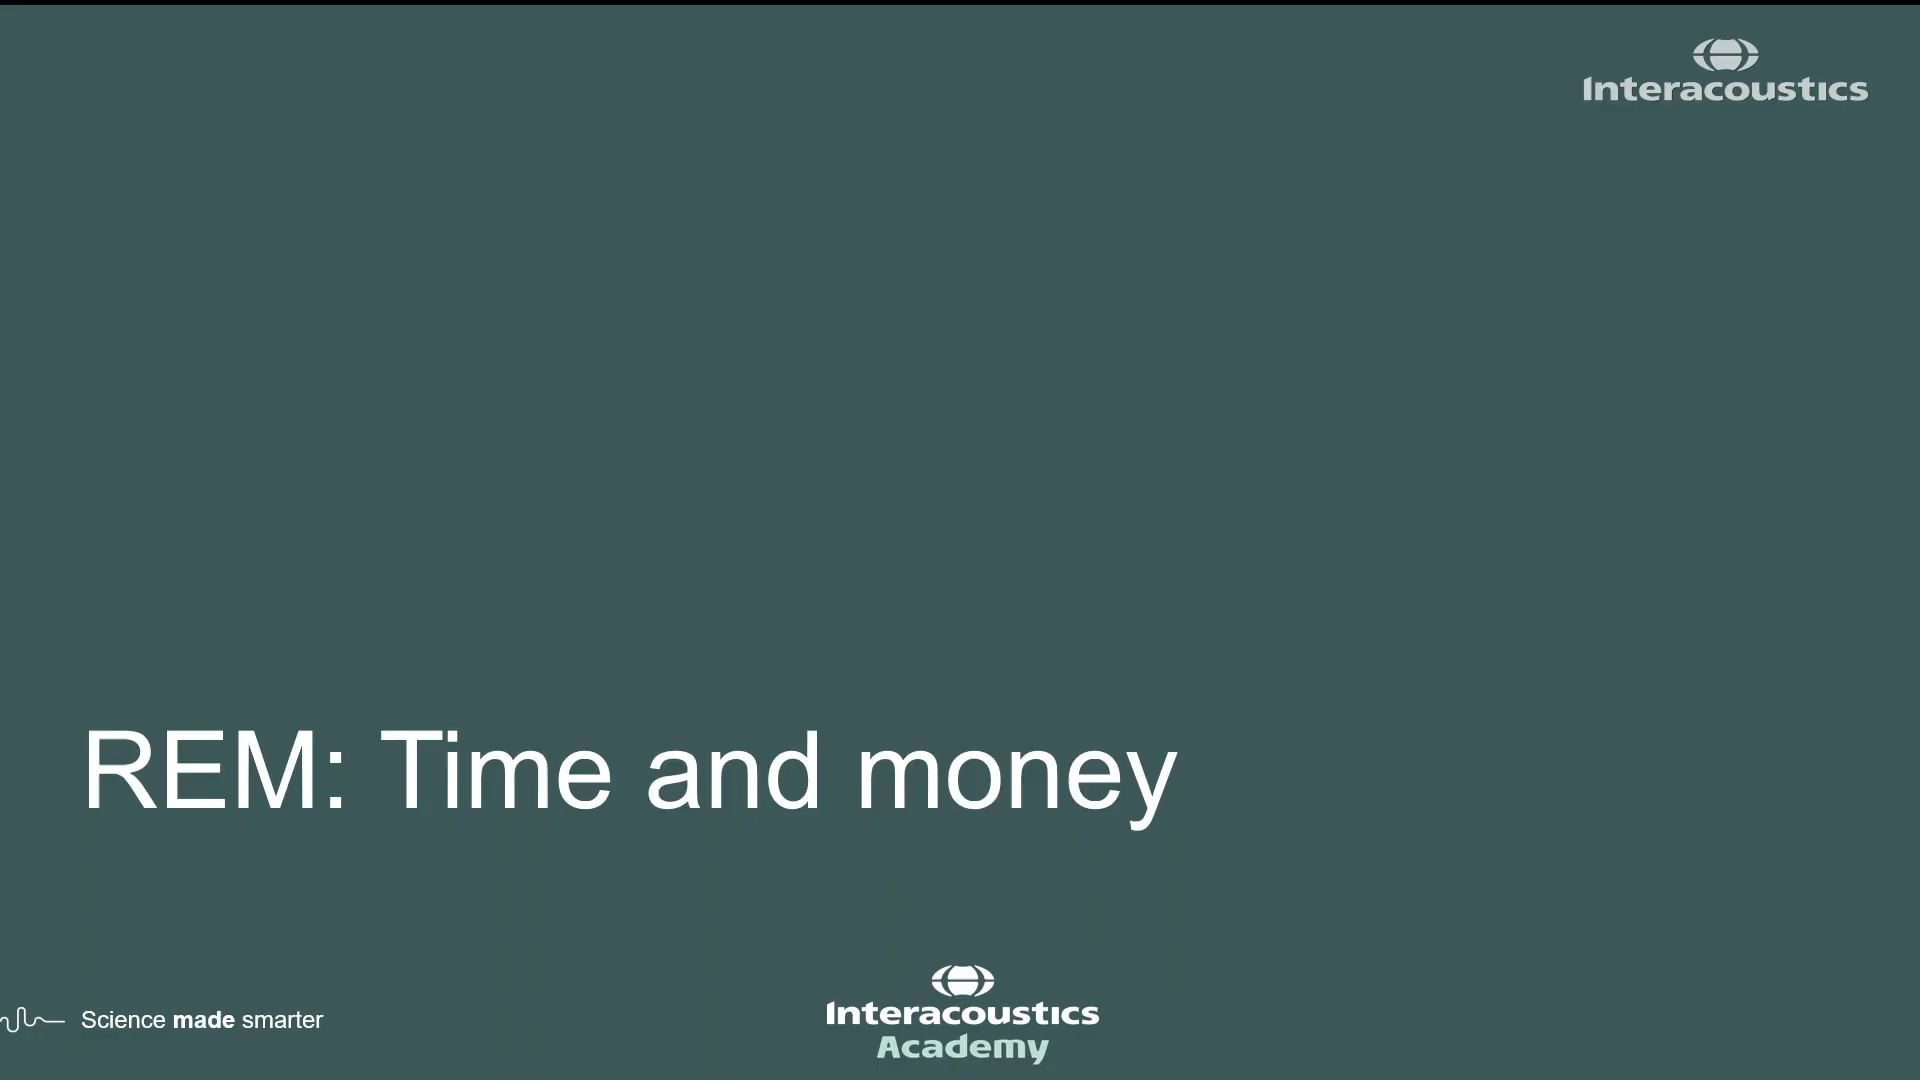 Interacoustics
REM: Time and money
Science made smarter
Interacoustics
Academy